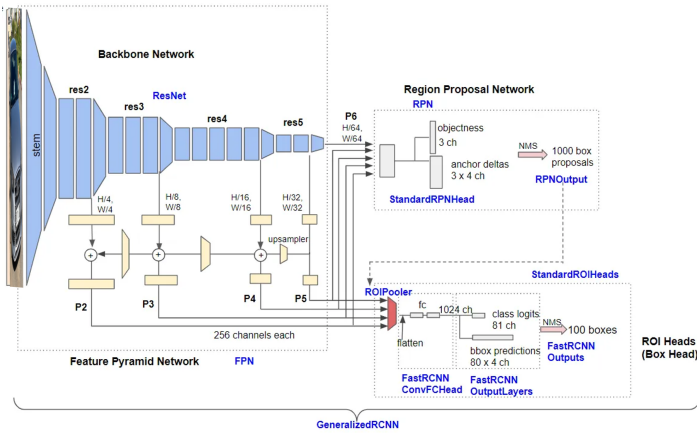 Backbone Network
ResNet
stem
res2
res3
res4
res5
Region Proposal Network
RPN
P6
H/64,
W/64
objectness
3 ch
anchor deltas
3 x 4 ch
StandardRPNHead
NMS
1000 box
proposals
RPNOutput
H/4,
W/4
H/8,
W/8
H/16,
W/16
H/32,
W/32
upsampler
P2
P3
P4
P5
256 channels each
Feature Pyramid Network
FPN
StandardROIHeads
ROIPooler
fc
1024 ch
flatten
class logits
81 ch
bbox predictions
80 x 4 ch
NMS
100 boxes
FastRCNN
Outputs
FastRCNN
ConvFCHead
FastRCNN
OutputLayers
ROI Heads
(Box Head)
GeneralizedRCNN